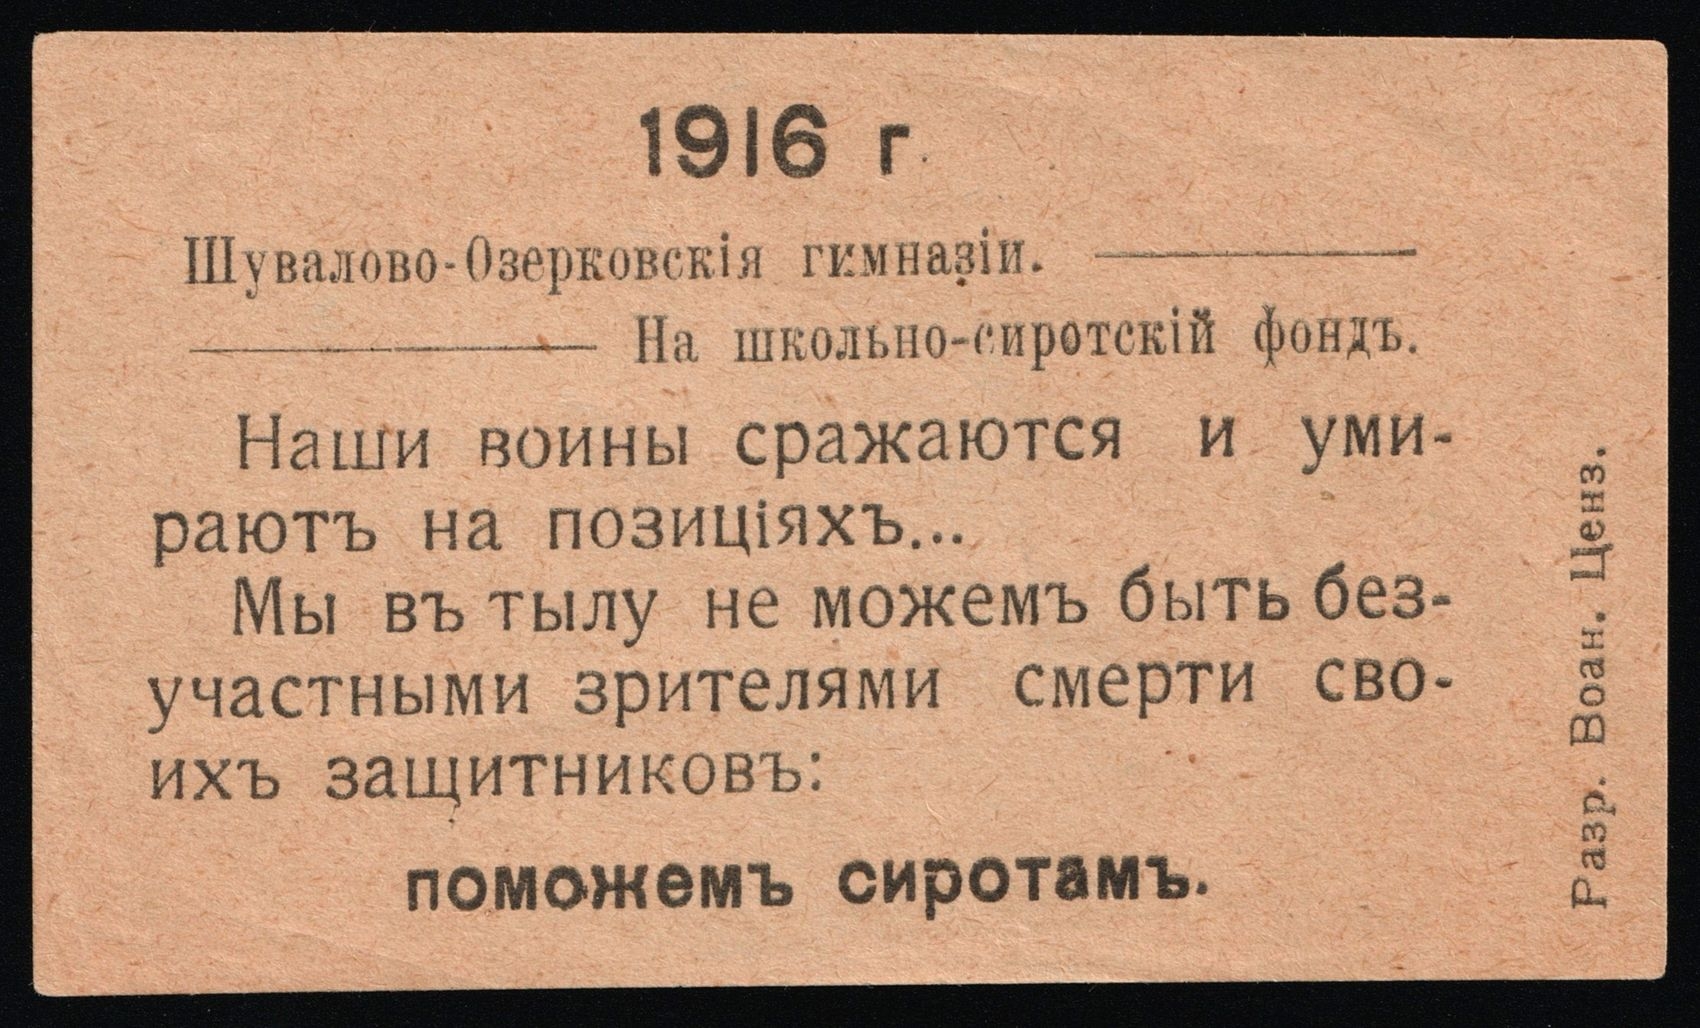 1916 г.
Шувалово-Озерковскія гимназіи.
На школьно-сиротскій фондъ.
Наши воины сражаются и уми-
раютъ на позиціяхъ...
Мы въ тылу не можемъ быть без-
участными зрителями смерти сво-
ихъ защитниковъ:
поможемъ сиротамъ.
Разр. Воан. Ценз.